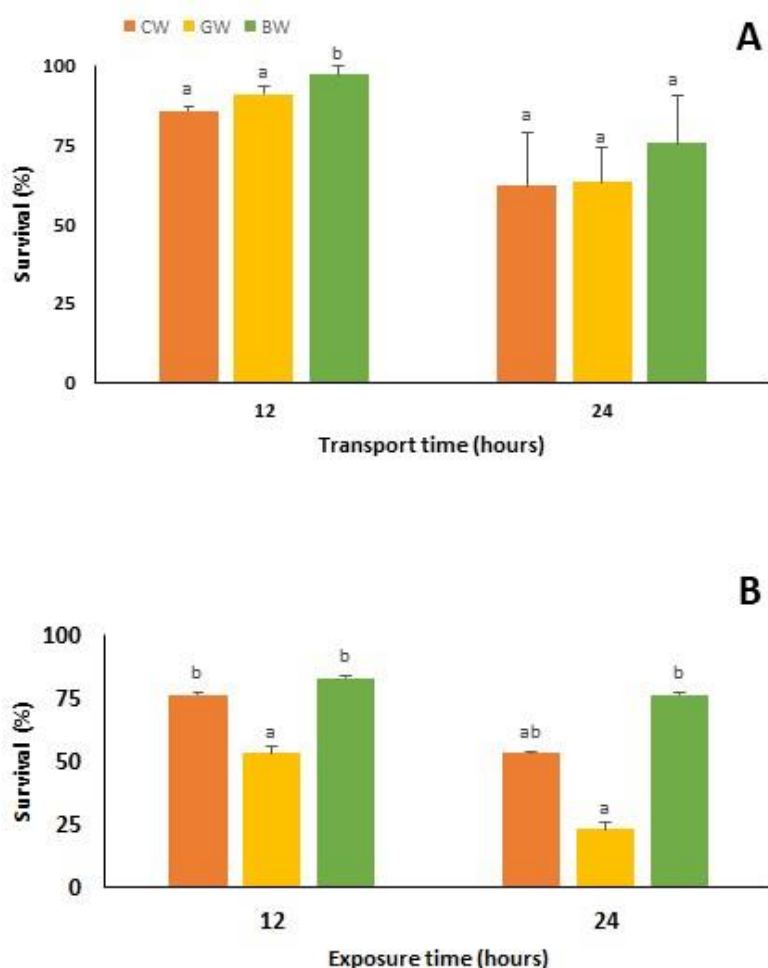 CW GW BW
A
100
75
50
25
0
Survival (%)
a a b
a a a
12 24
Transport time (hours)
B
100
75
50
25
0
Survival (%)
b a b
ab a b
12 24
Exposure time (hours)